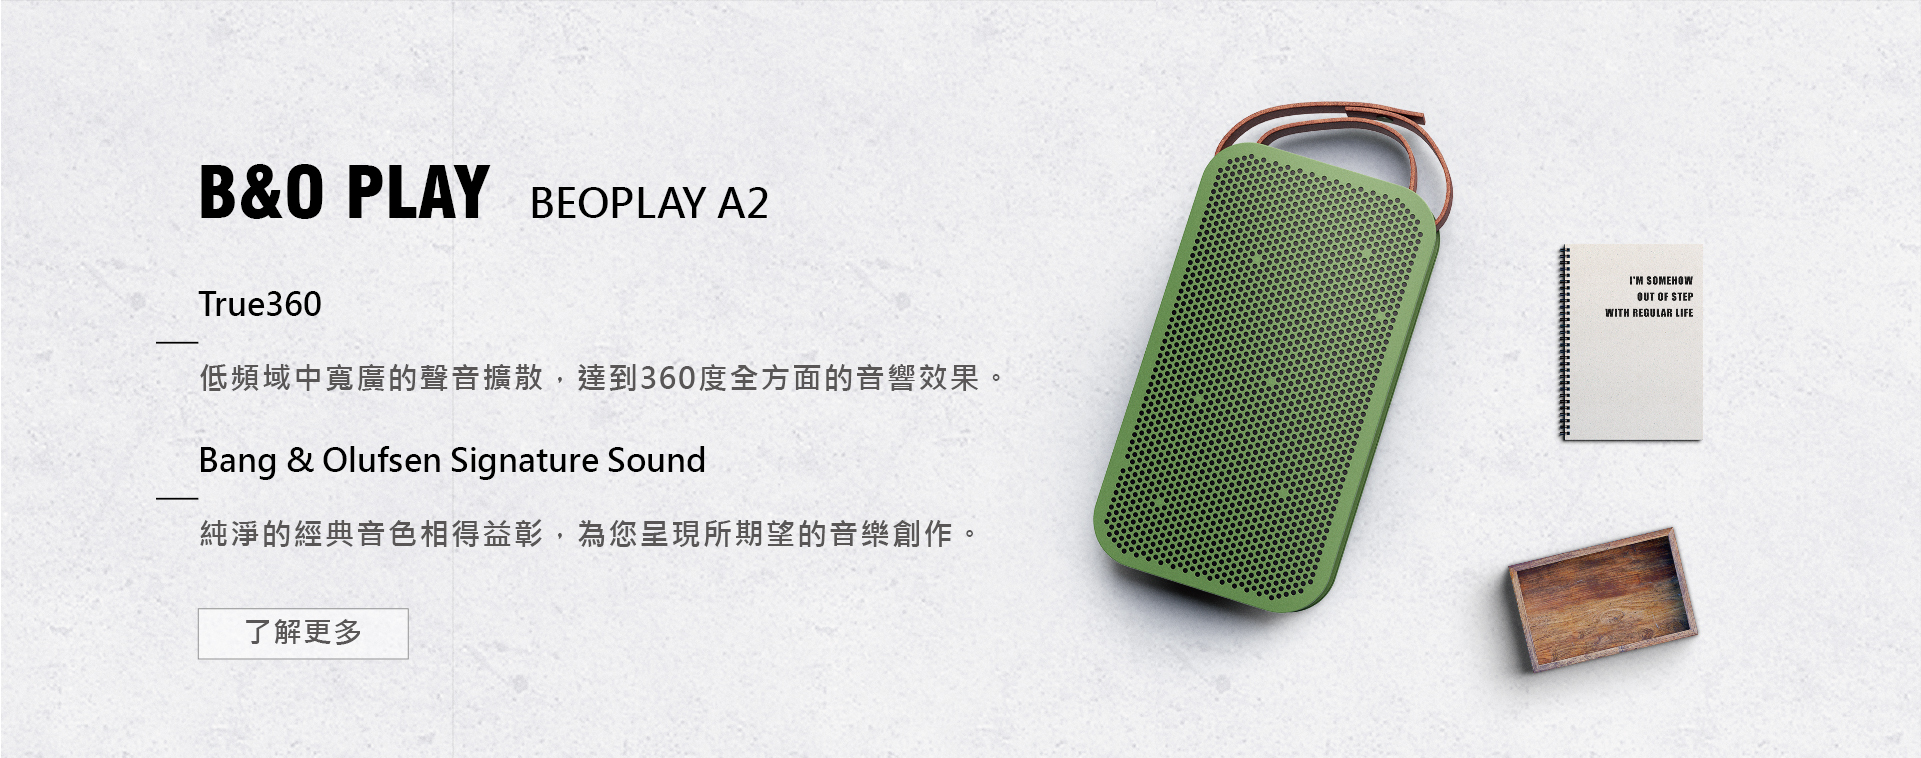 B&O PLAY BEOPLAY A2
True360
低頻域中寬廣的聲音擴散，達到360度全方面的音響效果。
Bang & Olufsen Signature Sound
純淨的經典音色相得益彰，為您呈現所期望的音樂創作。
了解更多
I'M SOMEHOW
OUT OF STEP
WITH REGULAR LIFE